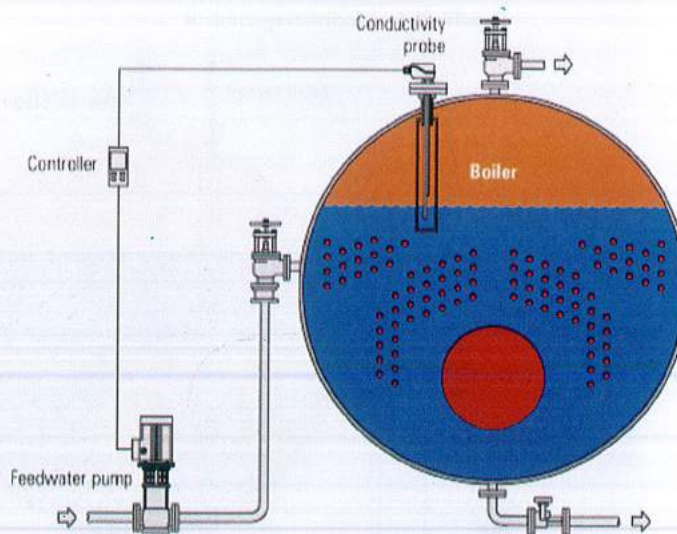 Conductivity
probe
Controller
Boiler
Feedwater pump